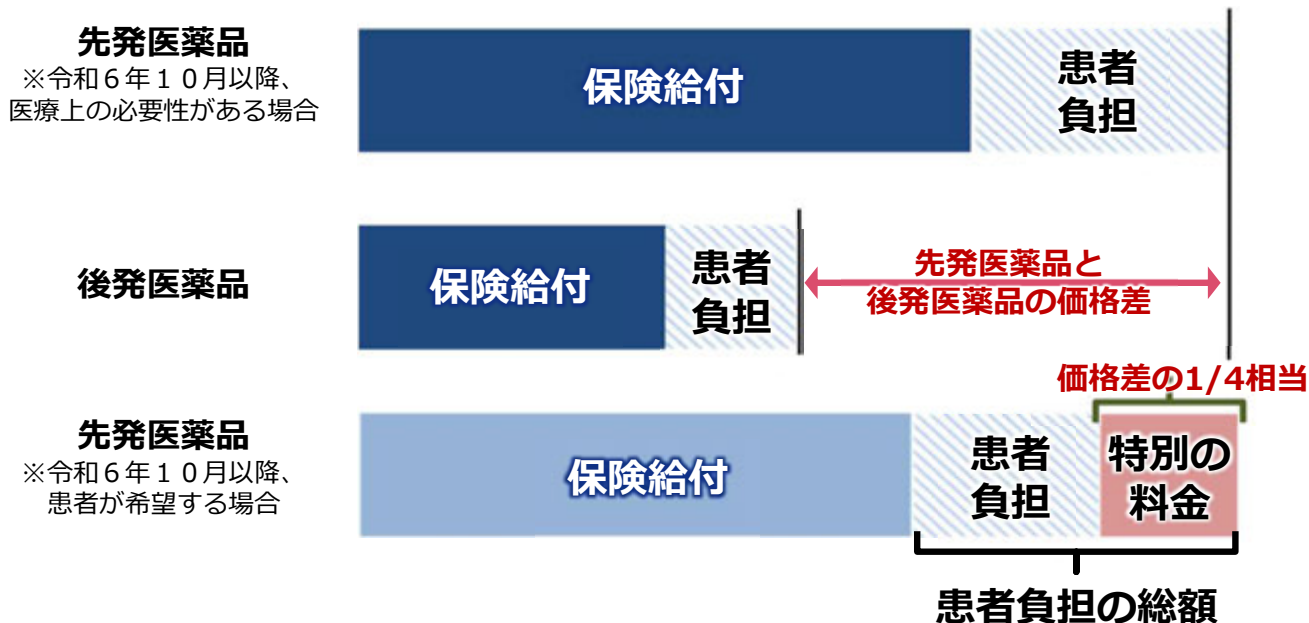 先発医薬品
※令和６年１０月以降、
医療上の必要性がある場合
保険給付
患者
負担
後発医薬品
保険給付
患者
負担
先発医薬品と
後発医薬品の価格差
価格差の1/4相当
先発医薬品
※令和６年１０月以降、
患者が希望する場合
保険給付
患者
負担
特別の
料金
患者負担の総額